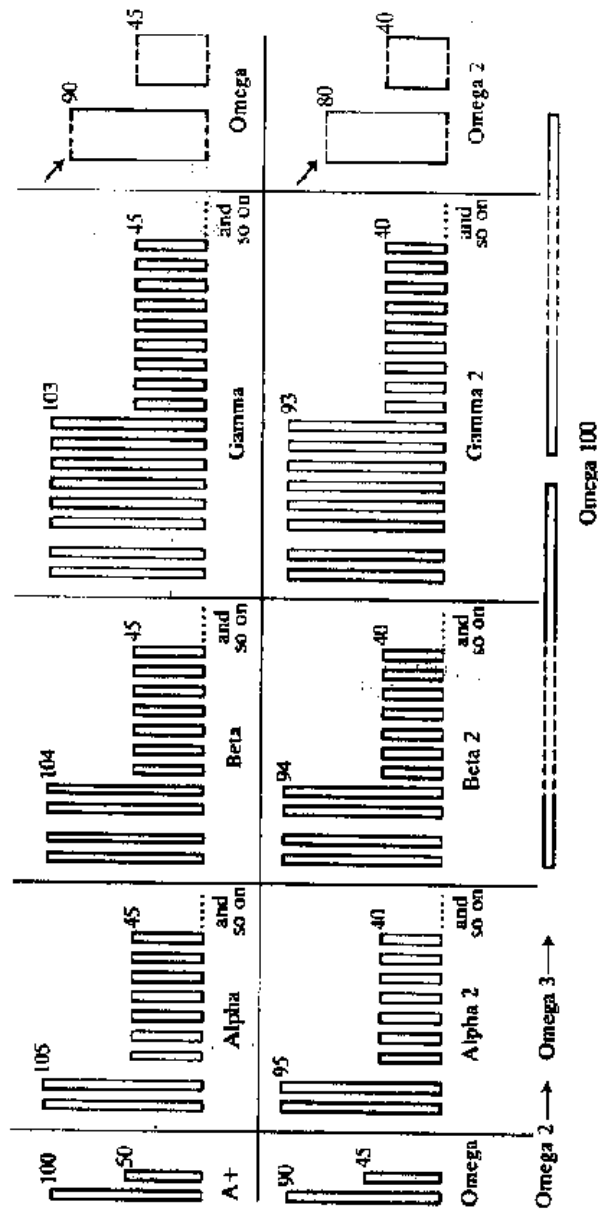 100
50
A+
105
45
and
so on
Alpha
104
45
and
so on
Beta
103
45
and
so on
Gamma
90
45
Omega
90
45
Omega
95
40
and
so on
Alpha 2
94
40
and
so on
Beta 2
93
40
and
so on
Gamma 2
80
40
Omega 2
Omega 2 → Omega 3 →
Omega 100